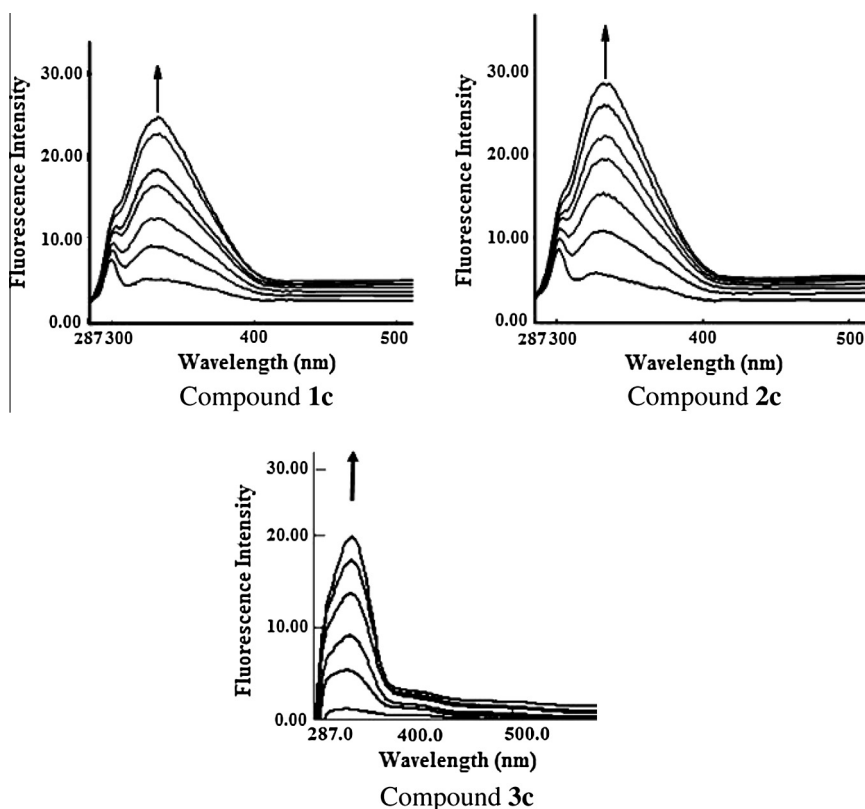 30.00
20.00
10.00
0.00
Fluorescence Intensity
287 300 400 500
Wavelength (nm)
Compound 1c
30.00
20.00
10.00
0.00
Fluorescence Intensity
287 300 400 500
Wavelength (nm)
Compound 2c
30.00
20.00
10.00
0.00
Fluorescence Intensity
287.0 400.0 500.0
Wavelength (nm)
Compound 3c